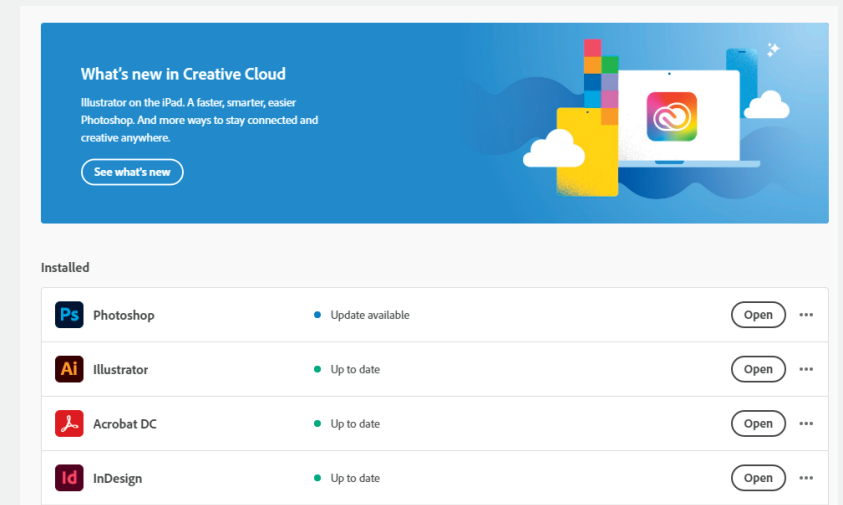 What's new in Creative Cloud
Illustrator on the iPad. A faster, smarter, easier
Photoshop. And more ways to stay connected and
creative anywhere.
See what's new
Installed
Ps Photoshop Update available Open
Ai Illustrator Up to date Open
Acrobat DC Up to date Open
Id InDesign Up to date Open